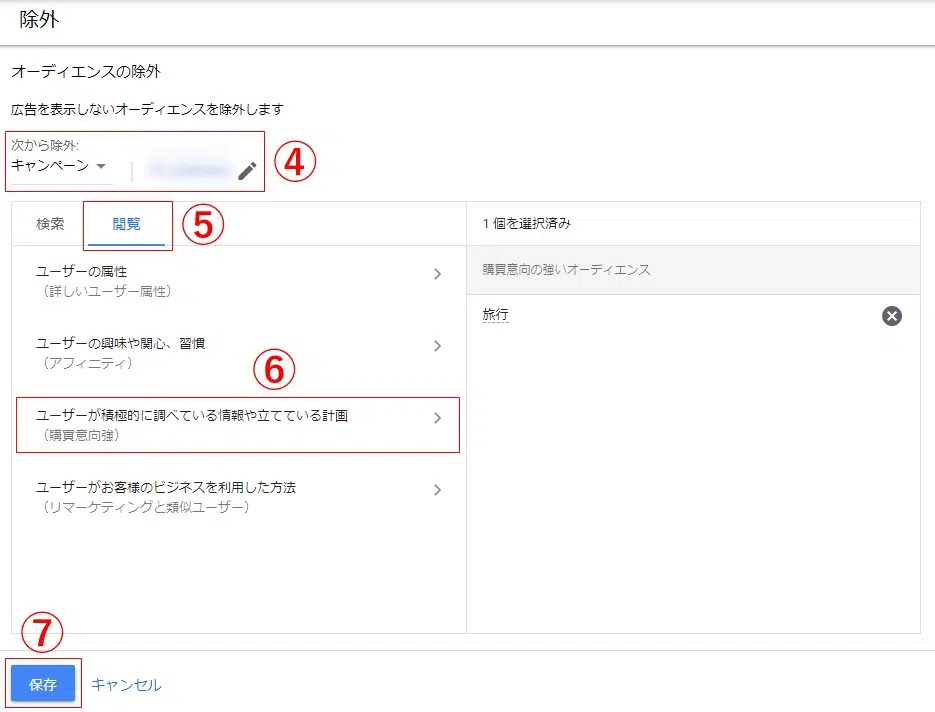 除外
オーディエンスの除外
広告を表示しないオーディエンスを除外します
次から除外:
キャンペーン
④
検索
閲覧
⑤
1 個を選択済み
ユーザーの属性
（詳しいユーザー属性）
購買意向の強いオーディエンス
旅行
ユーザーの興味や関心、習慣
（アフィニティ）
⑥
ユーザーが積極的に調べている情報や立てている計画
（購買意向強）
ユーザーがお客様のビジネスを利用した方法
（リマーケティングと類似ユーザー）
⑦
保存
キャンセル